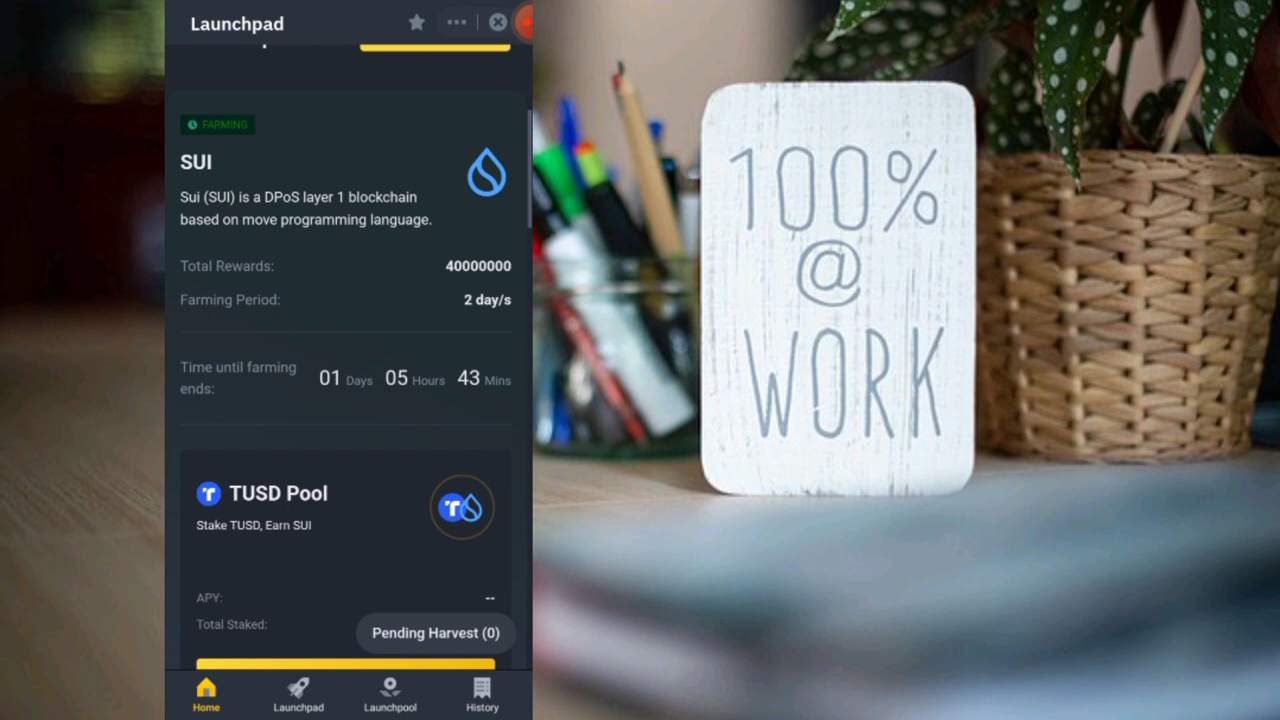 Launchpad
FARMING
SUI
Sui (SUI) is a DPoS layer 1 blockchain
based on move programming language.
Total Rewards: 40000000
Farming Period: 2 day/s
Time until farming
ends:
01 Days 05 Hours 43 Mins
TUSD Pool
Stake TUSD, Earn SUI
APY: --
Total Staked:
Pending Harvest (0)
Home Launchpad Launchpool History
100%
@
WORK